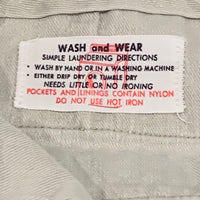 WASH and WEAR
SIMPLE LAUNDERING DIRECTIONS
• WASH BY HAND OR IN A WASHING MACHINE
• EITHER DRIP DRY OR TUMBLE DRY
NEEDS LITTLE OR NO IRONING
POCKETS AND LININGS CONTAIN NYLON
DO NOT USE HOT IRON